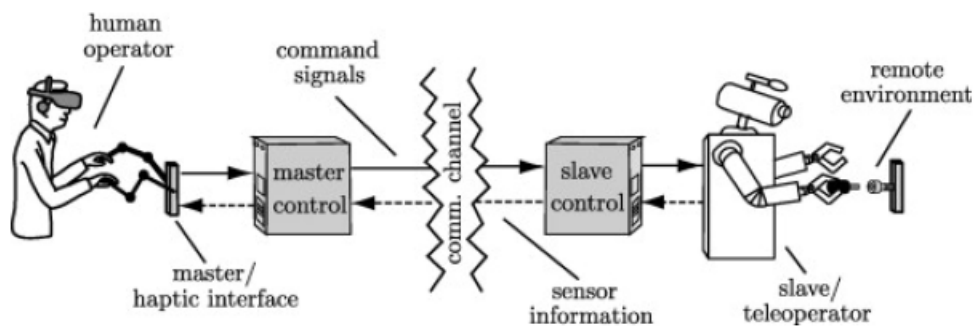 human
operator
command
signals
remote
environment
master
control
comm. channel
slave
control
master/
haptic interface
sensor
information
slave/
teleoperator